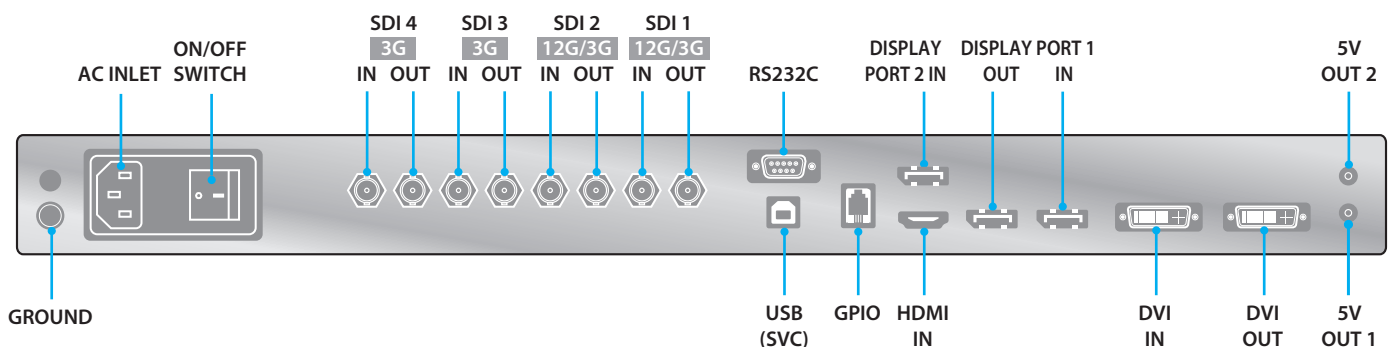 SDI 4 SDI 3 SDI 2 SDI 1
3G 3G 12G/3G 12G/3G
IN OUT IN OUT IN OUT IN OUT
AC INLET
ON/OFF
SWITCH
RS232C
DISPLAY
PORT 2 IN
DISPLAY PORT 1
OUT IN
5V
OUT 2
GROUND
USB
(SVC)
GPIO
HDMI
IN
DVI
IN
DVI
OUT
5V
OUT 1